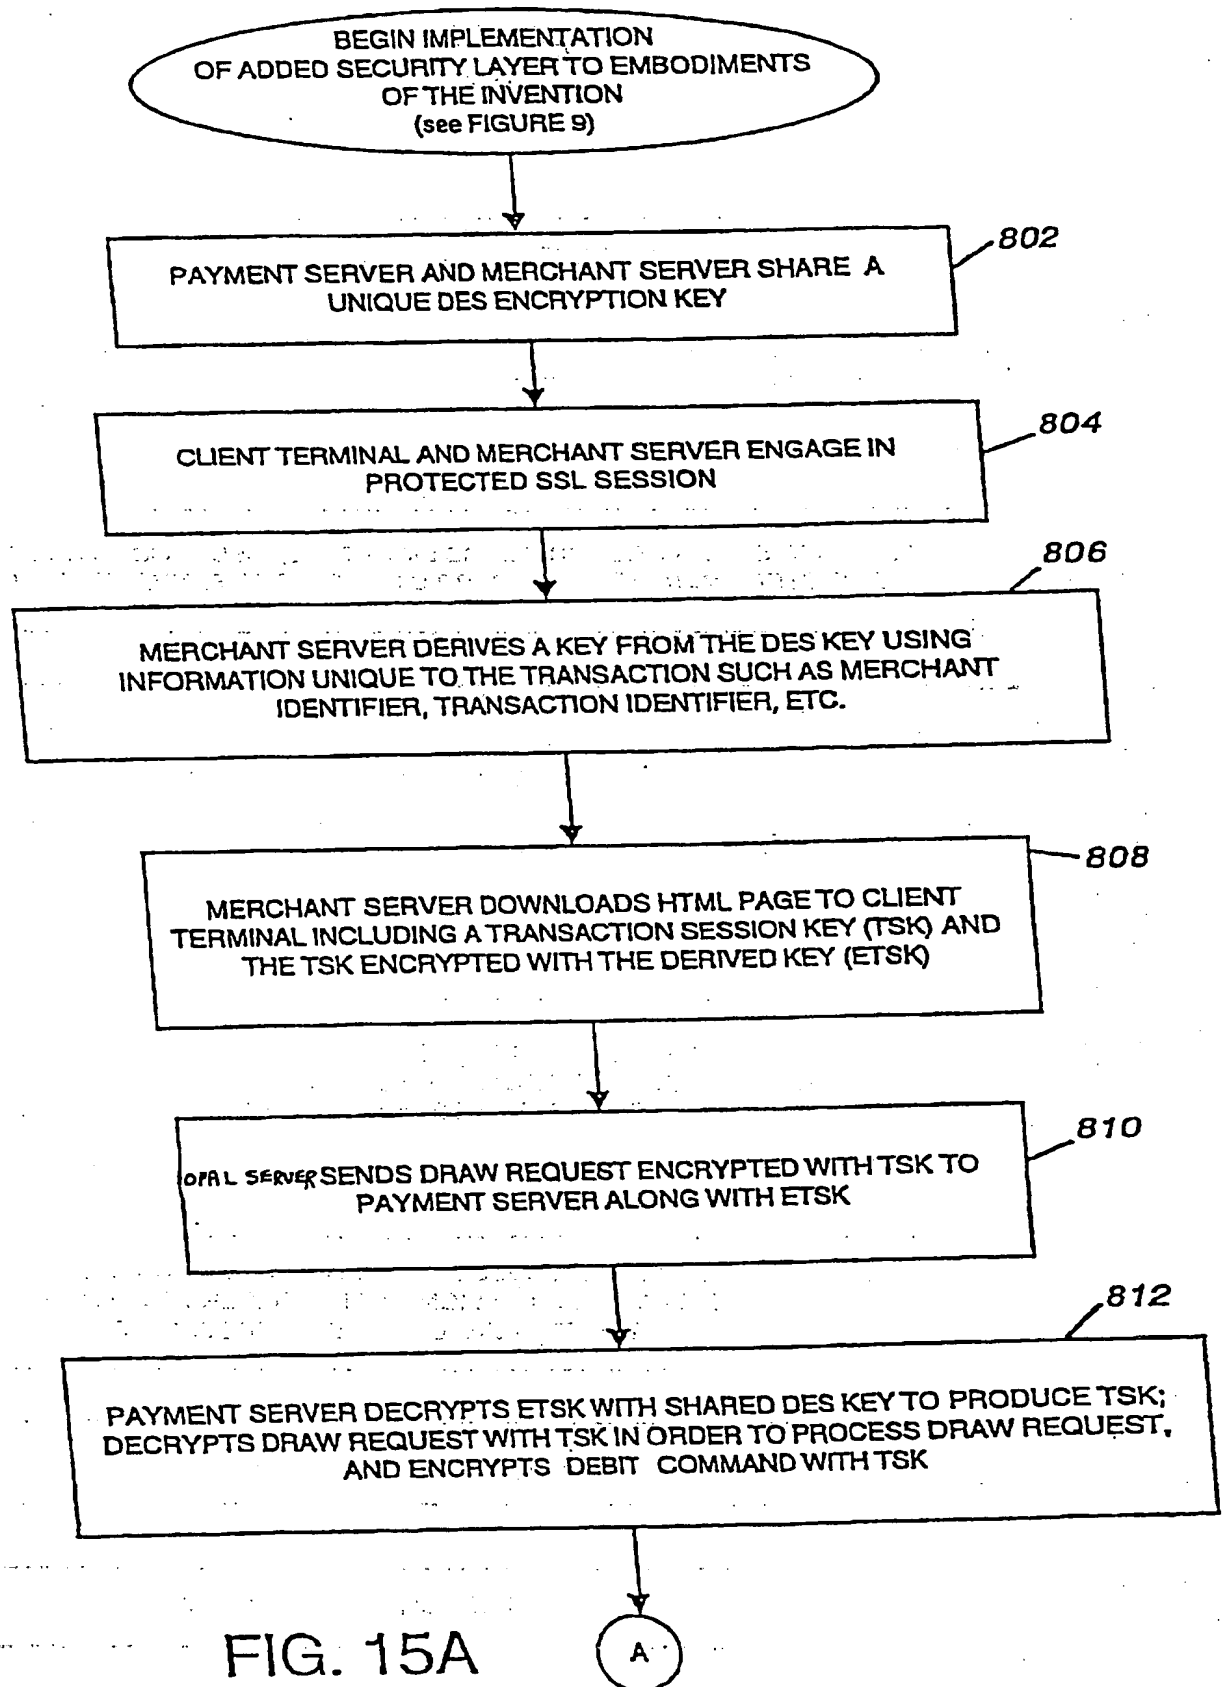 BEGIN IMPLEMENTATION
OF ADDED SECURITY LAYER TO EMBODIMENTS
OF THE INVENTION
(see FIGURE 9)
802
PAYMENT SERVER AND MERCHANT SERVER SHARE A
UNIQUE DES ENCRYPTION KEY
804
CLIENT TERMINAL AND MERCHANT SERVER ENGAGE IN
PROTECTED SSL SESSION
806
MERCHANT SERVER DERIVES A KEY FROM THE DES KEY USING
INFORMATION UNIQUE TO THE TRANSACTION SUCH AS MERCHANT
IDENTIFIER, TRANSACTION IDENTIFIER, ETC.
808
MERCHANT SERVER DOWNLOADS HTML PAGE TO CLIENT
TERMINAL INCLUDING A TRANSACTION SESSION KEY (TSK) AND
THE TSK ENCRYPTED WITH THE DERIVED KEY (ETSK)
810
OPAL SERVER SENDS DRAW REQUEST ENCRYPTED WITH TSK TO
PAYMENT SERVER ALONG WITH ETSK
812
PAYMENT SERVER DECRYPTS ETSK WITH SHARED DES KEY TO PRODUCE TSK;
DECRYPTS DRAW REQUEST WITH TSK IN ORDER TO PROCESS DRAW REQUEST,
AND ENCRYPTS DEBIT COMMAND WITH TSK
A
FIG. 15A